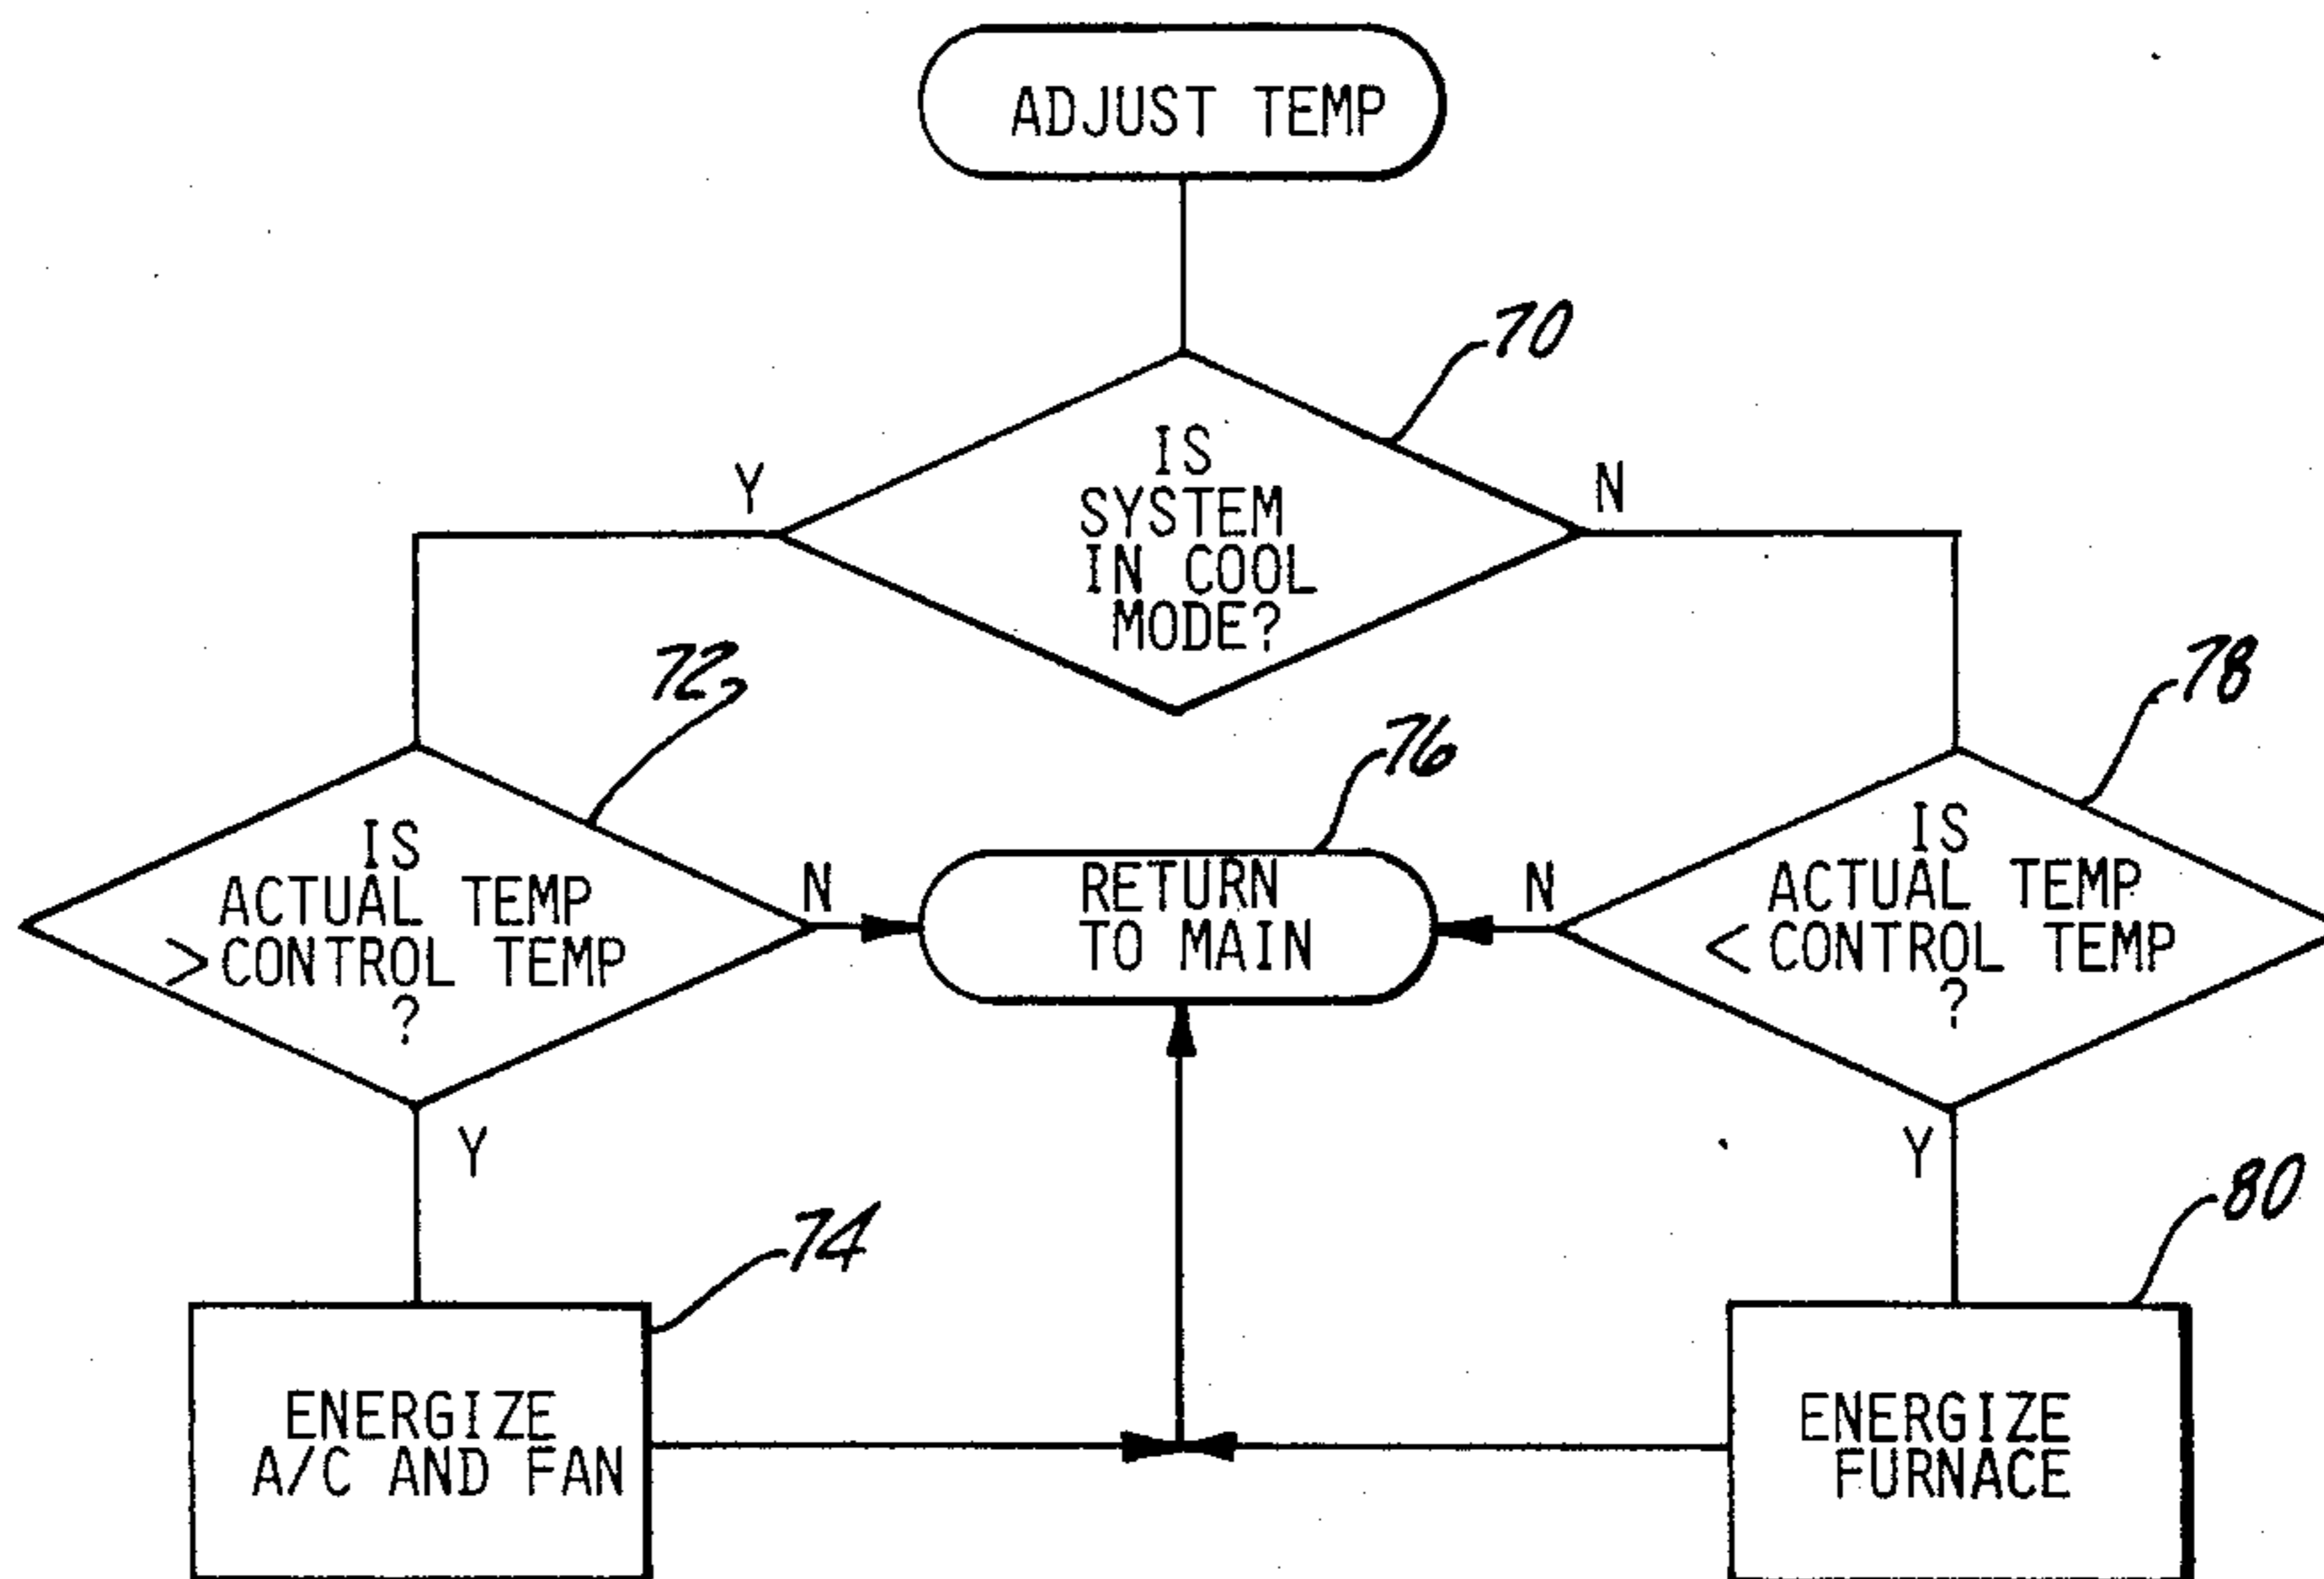 ADJUST TEMP
70
IS
SYSTEM
IN COOL
MODE?
Y
N
72
IS
ACTUAL TEMP
>CONTROL TEMP
?
N
Y
76
RETURN
TO MAIN
78
IS
ACTUAL TEMP
< CONTROL TEMP
?
N
Y
74
ENERGIZE
A/C AND FAN
80
ENERGIZE
FURNACE